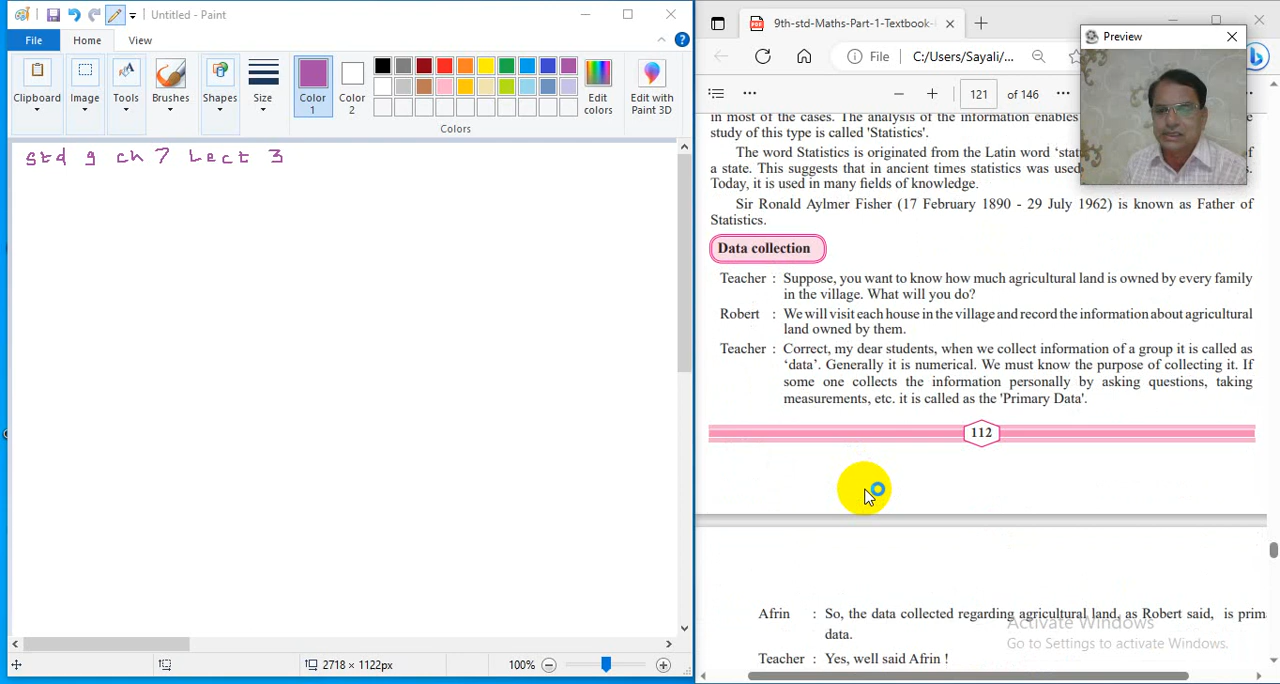 Untitled - Paint
File
Home
View
Clipboard
Image
Tools
Brushes
Shapes
Size
Color 1
Color 2
Edit colors
Edit with Paint 3D
Colors
std 9 ch 7 Lect 3
2718 × 1122px
100%
9th-std-Maths-Part-1-Textbook-
File
C:/Users/Sayali/...
121
of 146
Preview
in most of the cases. The analysis of the information enables
study of this type is called 'Statistics'.
The word Statistics is originated from the Latin word of
a state. This suggests that in ancient times statistics was used
Today, it is used in many fields of knowledge.
Sir Ronald Aylmer Fisher (17 February 1890 - 29 July 1962) is known as Father of
Statistics.
Data collection
Teacher : Suppose, you want to know how much agricultural land is owned by every family
in the village. What will you do?
Robert : We will visit each house in the village and record the information about agricultural
land owned by them.
Teacher : Correct, my dear students, when we collect information of a group it is called as
‘data’. Generally it is numerical. We must know the purpose of collecting it. If
some one collects the information personally by asking questions, taking
measurements, etc. it is called as the 'Primary Data'.
112
Afrin : So, the data collected regarding agricultural land, as Robert said, is prim
data.
Teacher : Yes, well said Afrin !
Activate Windows
Go to Settings to activate Windows.